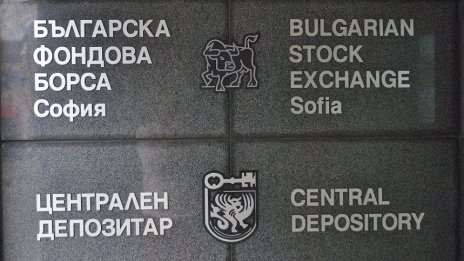 БЪЛГАРСКА
ФОНДОВА
БОРСА
София
BULGARIAN
STOCK
EXCHANGE
Sofia
ЦЕНТРАЛЕН
ДЕПОЗИТАР
CENTRAL
DEPOSITORY